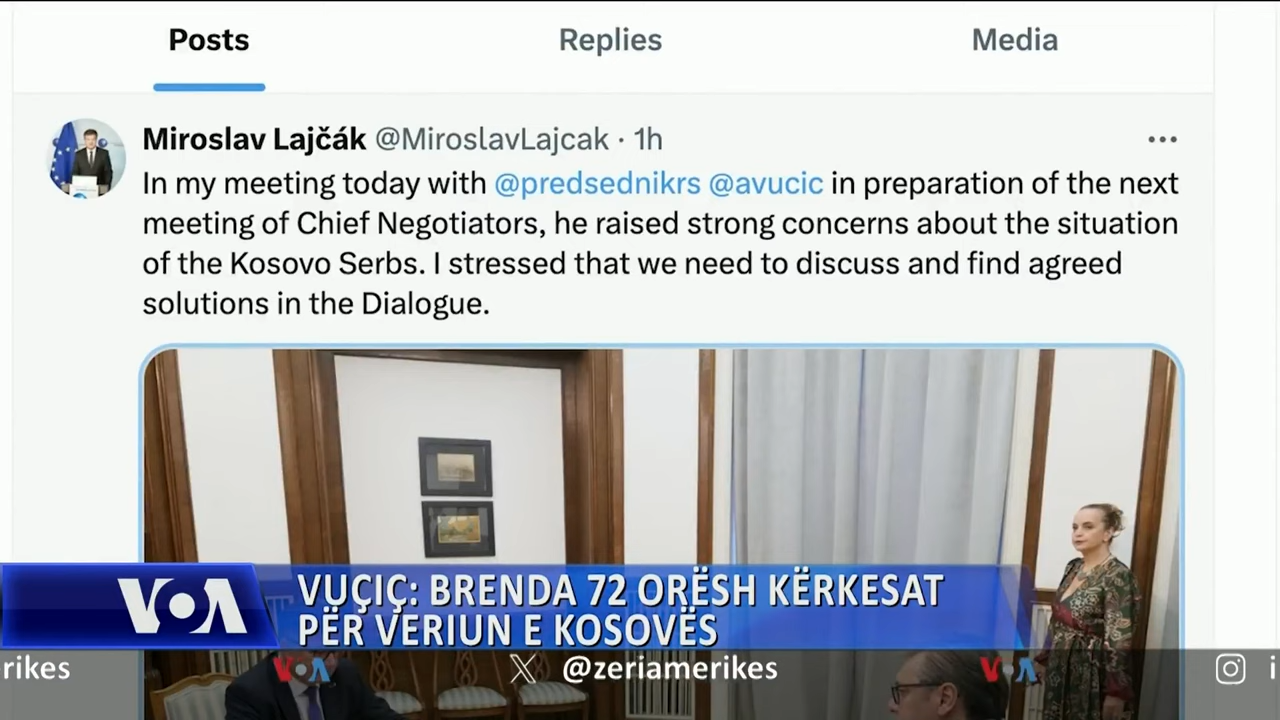 Posts Replies Media
Miroslav Lajčák @MiroslavLajcak · 1h
In my meeting today with @predsednikrs @avucic in preparation of the next
meeting of Chief Negotiators, he raised strong concerns about the situation
of the Kosovo Serbs. I stressed that we need to discuss and find agreed
solutions in the Dialogue.
VOA
VUÇIÇ: BRENDA 72 ORËSH KËRKESAT
PËR VERIUN E KOSOVËS
rikes VOA @zeriamerikes VOA i